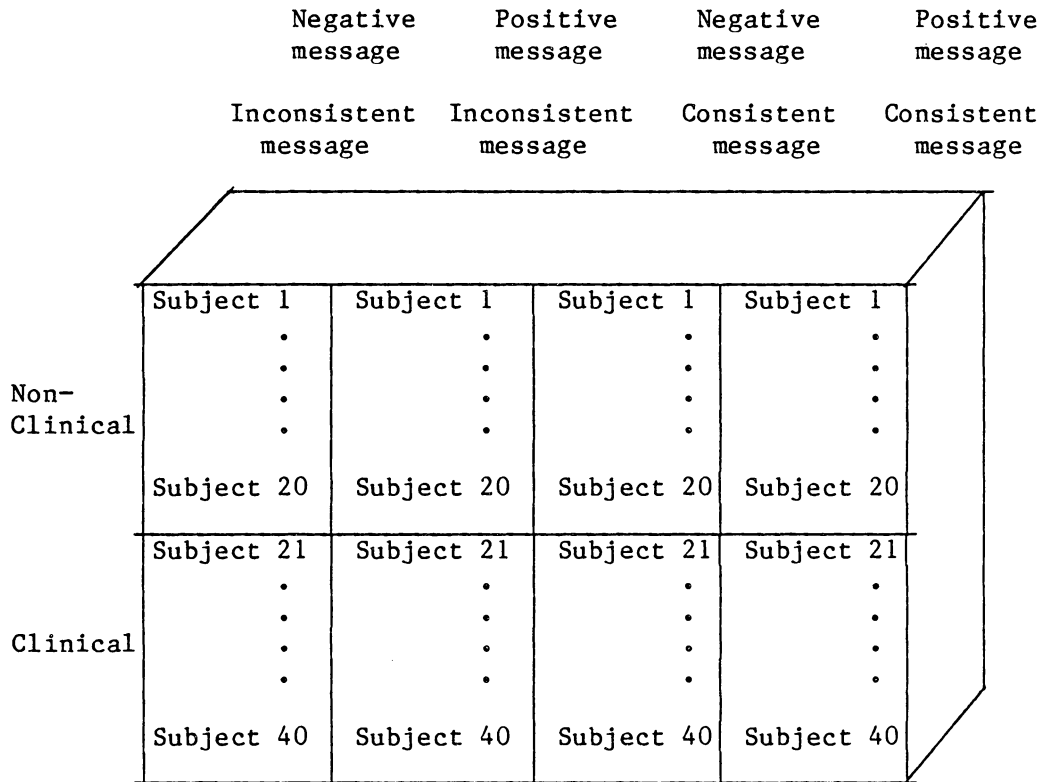 Negative Positive Negative Positive
message message message message
Inconsistent Inconsistent Consistent Consistent
message message message message
Subject 1 Subject 1 Subject 1 Subject 1
Non-
Clinical
Subject 20 Subject 20 Subject 20 Subject 20
Subject 21 Subject 21 Subject 21 Subject 21
Clinical
Subject 40 Subject 40 Subject 40 Subject 40